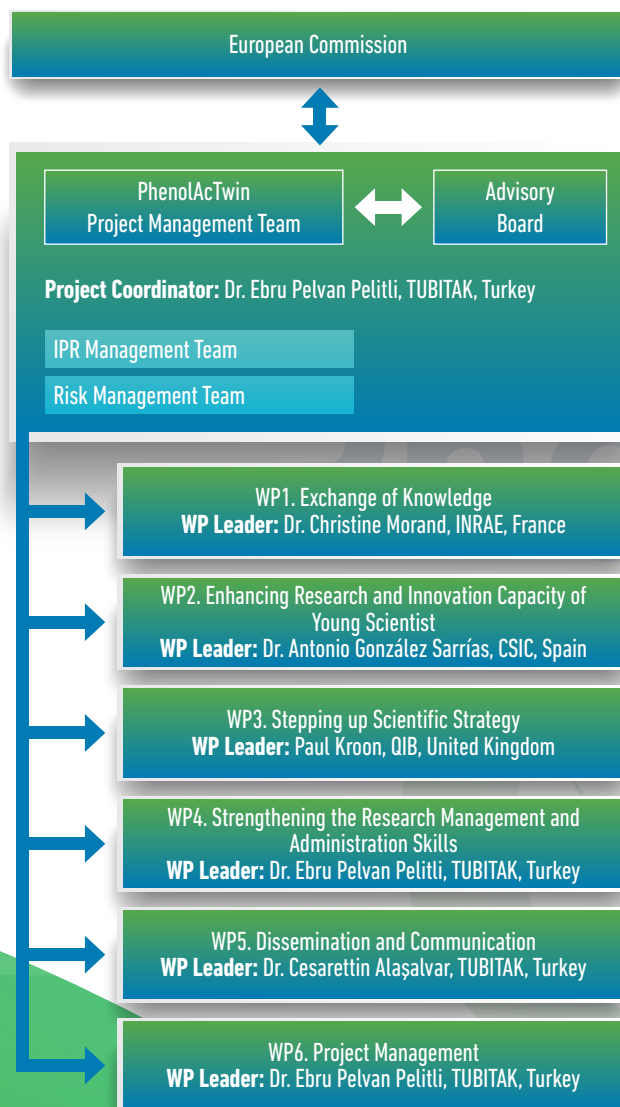 European Commission
PhenolAcTwin
Project Management Team
Advisory
Board
Project Coordinator: Dr. Ebru Pelvan Pelitli, TUBITAK, Turkey
IPR Management Team
Risk Management Team
WP1. Exchange of Knowledge
WP Leader: Dr. Christine Morand, INRAE, France
WP2. Enhancing Research and Innovation Capacity of
Young Scientist
WP Leader: Dr. Antonio González Sarrías, CSIC, Spain
WP3. Stepping up Scientific Strategy
WP Leader: Paul Kroon, QIB, United Kingdom
WP4. Strengthening the Research Management and
Administration Skills
WP Leader: Dr. Ebru Pelvan Pelitli, TUBITAK, Turkey
WP5. Dissemination and Communication
WP Leader: Dr. Cesarettin Alaşalvar, TUBITAK, Turkey
WP6. Project Management
WP Leader: Dr. Ebru Pelvan Pelitli, TUBITAK, Turkey